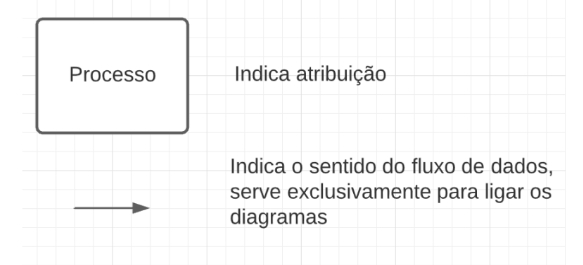 Processo
Indica atribuição
Indica o sentido do fluxo de dados,
serve exclusivamente para ligar os
diagramas